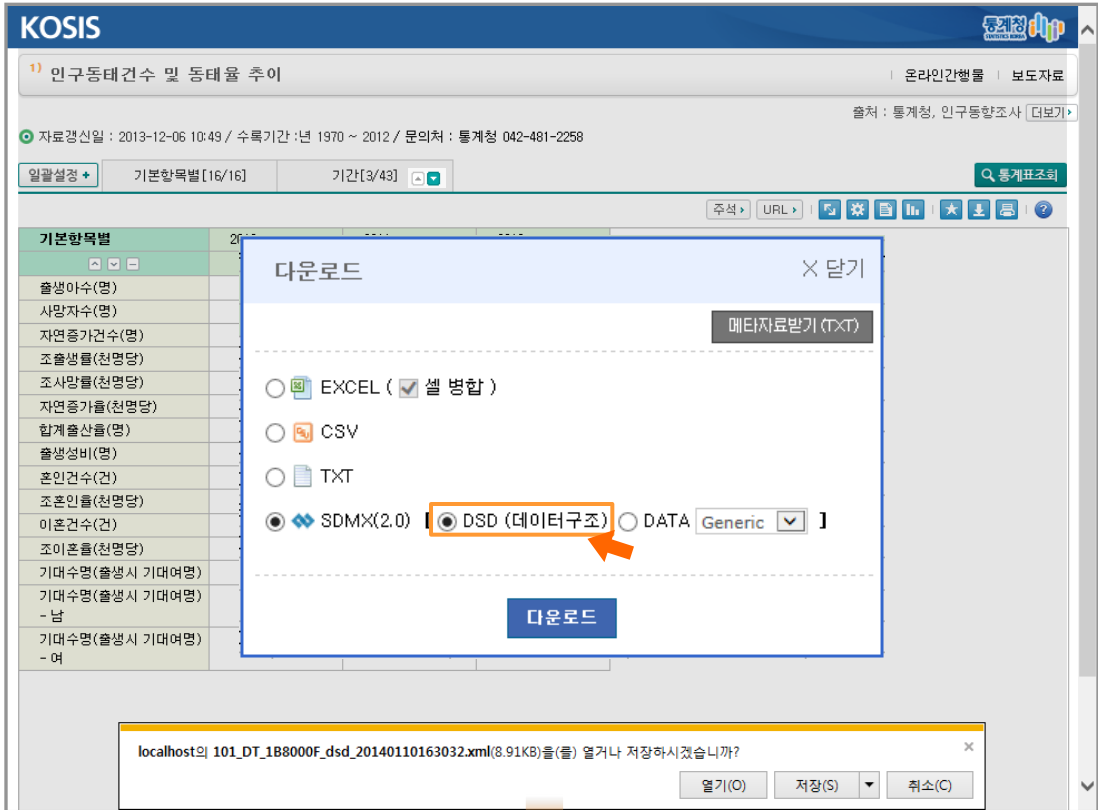 KOSIS
통계청
STATISTICS KOREA
1) 인구동태건수 및 동태율 추이
온라인간행물 | 보도자료
출처 : 통계청, 인구동향조사 더보기
자료갱신일 : 2013-12-06 10:49 / 수록기간 :년 1970 ~ 2012 / 문의처 : 통계청 042-481-2258
일괄설정 + 기본항목별[16/16] 기간[3/43] 통계표조회
주석 URL
기본항목별
출생아수(명)
사망자수(명)
자연증가건수(명)
조출생률(천명당)
조사망률(천명당)
자연증가율(천명당)
합계출산율(명)
출생성비(명)
혼인건수(건)
조혼인율(천명당)
이혼건수(건)
조이혼율(천명당)
기대수명(출생시 기대여명)
기대수명(출생시 기대여명)
- 남
기대수명(출생시 기대여명)
- 여
다운로드 닫기
메타자료받기 (TXT)
EXCEL ( 셀 병합 )
CSV
TXT
SDMX(2.0) [ DSD (데이터구조) DATA Generic ]
다운로드
localhost의 101_DT_1B8000F_dsd_20140110163032.xml(8.91KB)을(를) 열거나 저장하시겠습니까?
열기(O) 저장(S) 취소(C)